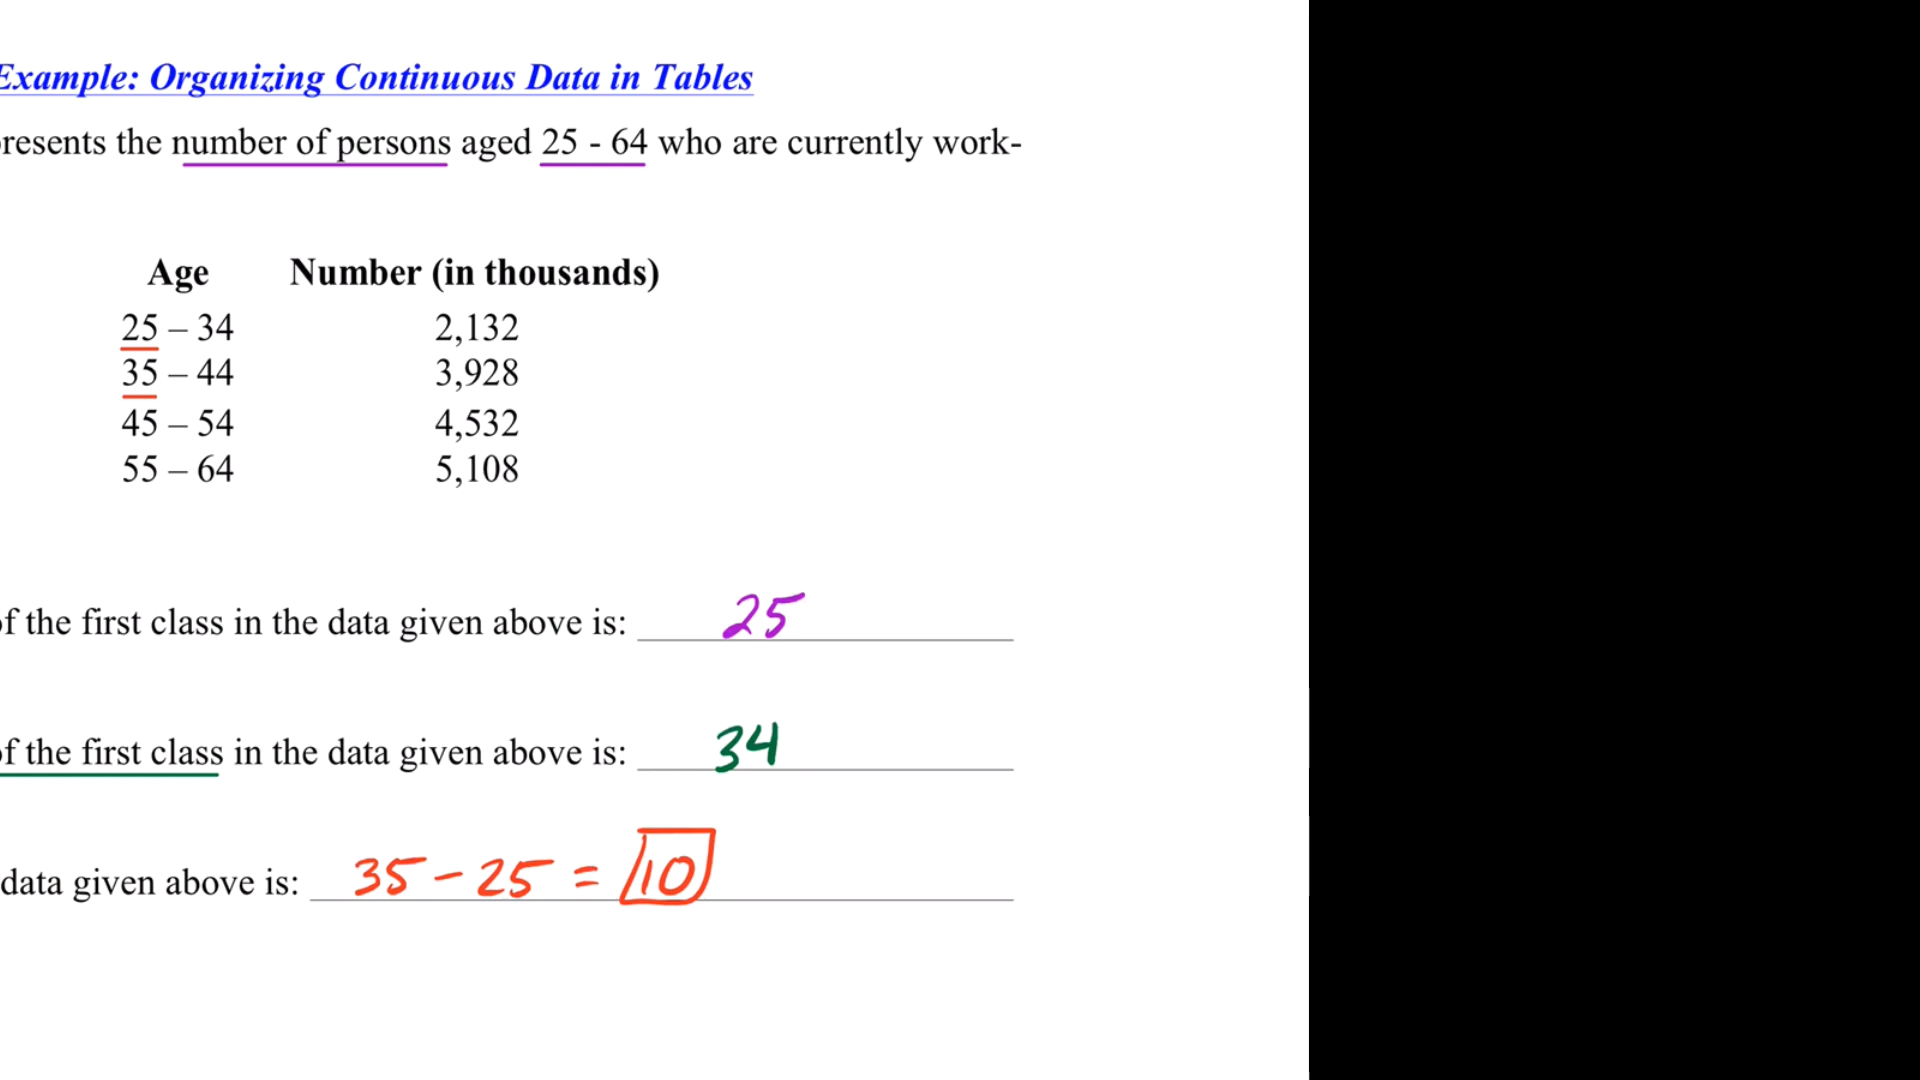 Example: Organizing Continuous Data in Tables
resents the number of persons aged 25 - 64 who are currently work-
Age Number (in thousands)
25 – 34 2,132
35 – 44 3,928
45 – 54 4,532
55 – 64 5,108
of the first class in the data given above is: 25
of the first class in the data given above is: 34
data given above is: 35 - 25 = 10